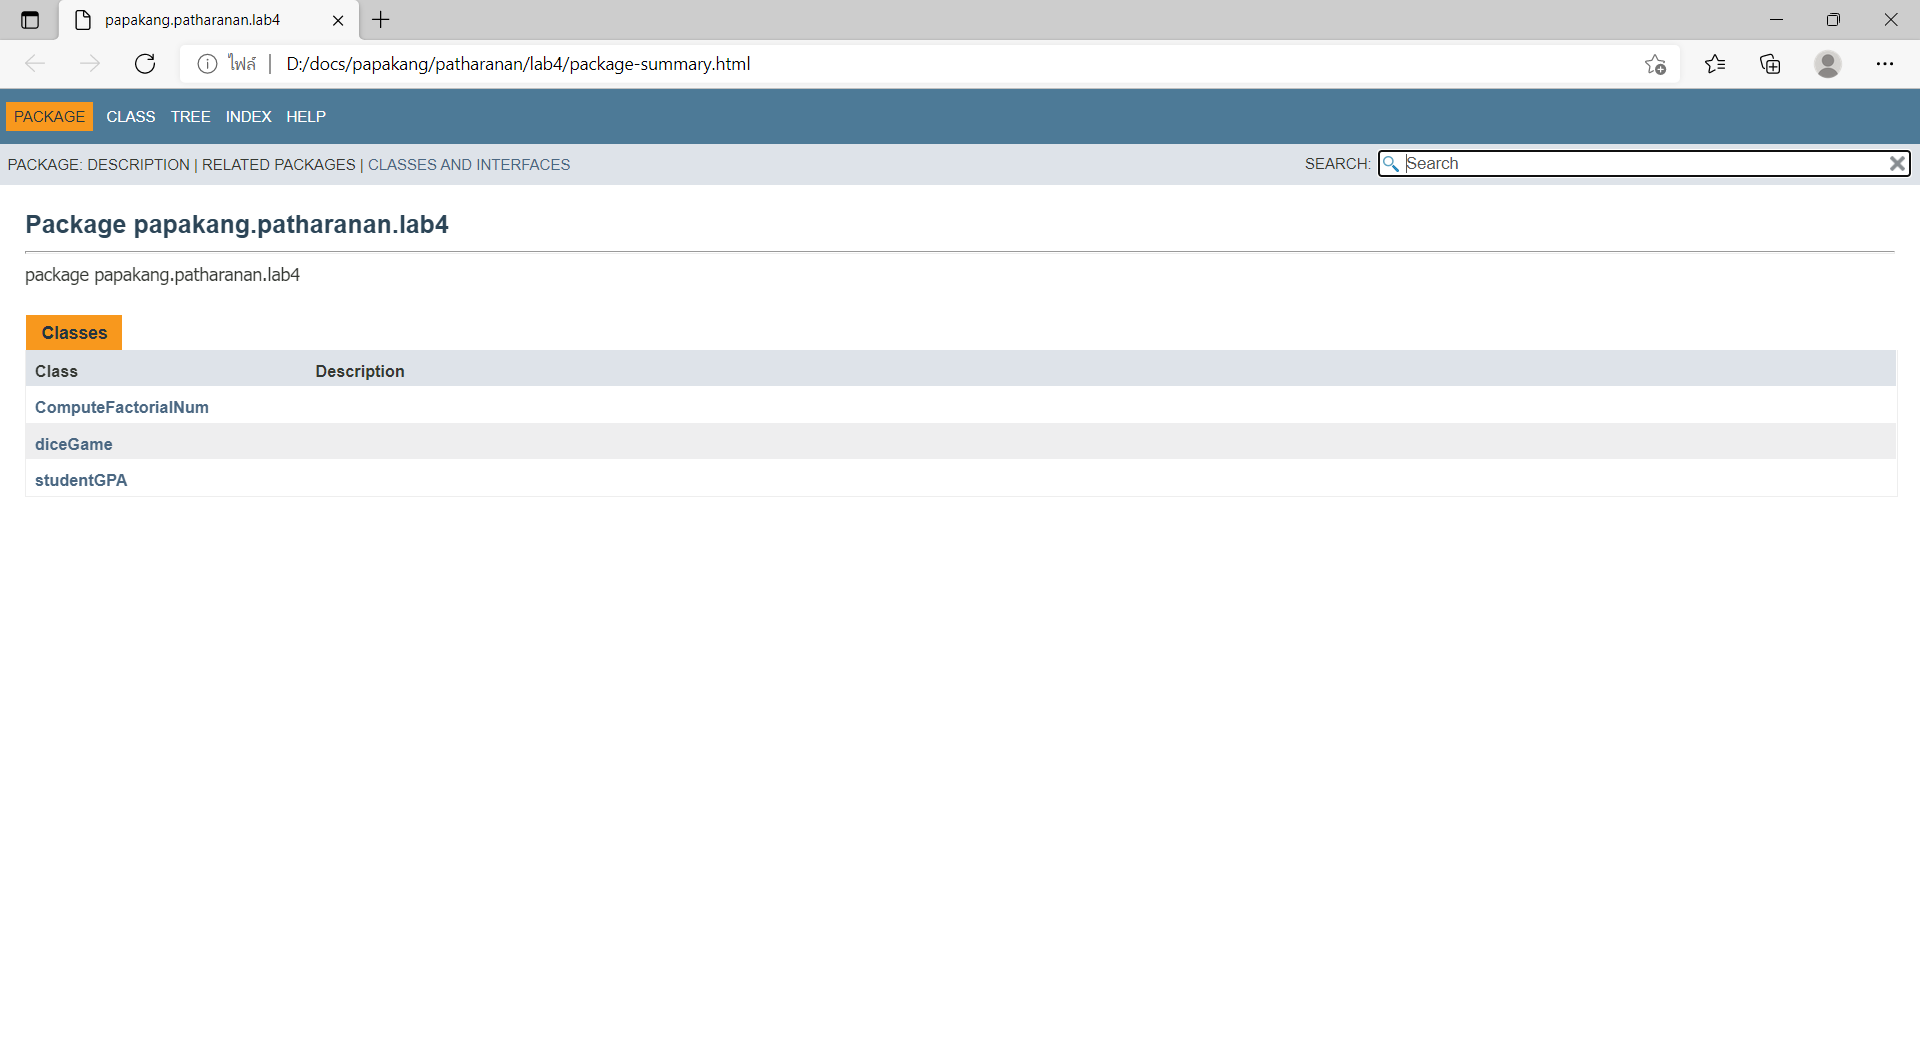 papakang.patharanan.lab4
ไฟล์ D:/docs/papakang/patharanan/lab4/package-summary.html
PACKAGE CLASS TREE INDEX HELP
PACKAGE: DESCRIPTION | RELATED PACKAGES | CLASSES AND INTERFACES SEARCH: Search
Package papakang.patharanan.lab4
package papakang.patharanan.lab4
Classes
Class Description
ComputeFactorialNum
diceGame
studentGPA